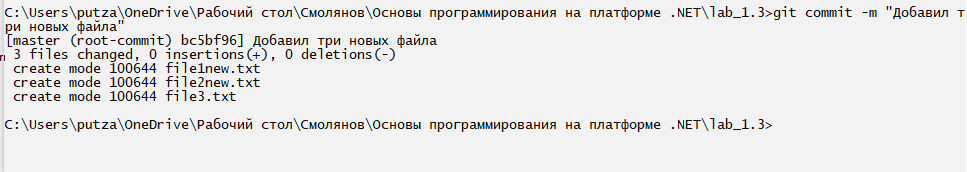 C:\Users\putza\OneDrive\Рабочий стол\Смолянов\Основы программирования на платформе .NET\lab_1.3>git commit -m "Добавил т
ри новых файла"
[master (root-commit) bc5bf96] Добавил три новых файла
 3 files changed, 0 insertions(+), 0 deletions(-)
 create mode 100644 file1new.txt
 create mode 100644 file2new.txt
 create mode 100644 file3.txt
C:\Users\putza\OneDrive\Рабочий стол\Смолянов\Основы программирования на платформе .NET\lab_1.3>